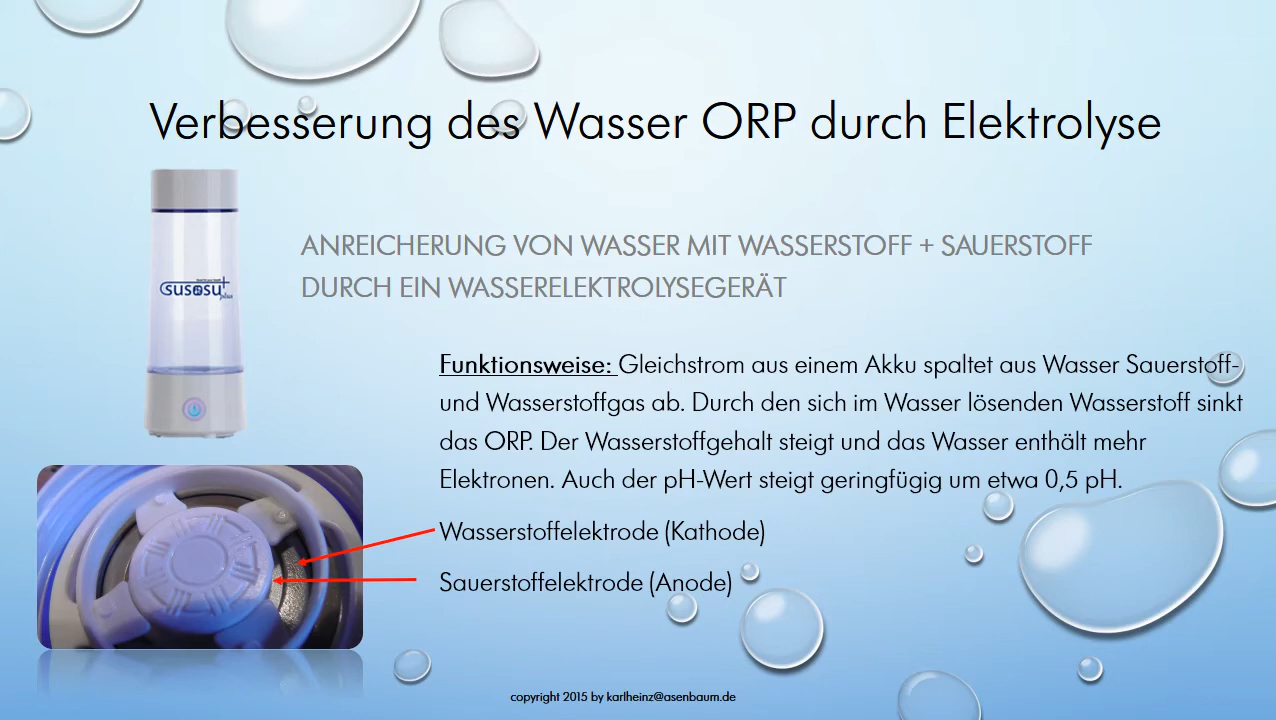 Verbesserung des Wasser ORP durch Elektrolyse
ANREICHERUNG VON WASSER MIT WASSERSTOFF + SAUERSTOFF
DURCH EIN WASSERELEKTROLYSEGERÄT
susosu+
plus
Funktionsweise: Gleichstrom aus einem Akku spaltet aus Wasser Sauerstoff-
und Wasserstoffgas ab. Durch den sich im Wasser lösenden Wasserstoff sinkt
das ORP. Der Wasserstoffgehalt steigt und das Wasser enthält mehr
Elektronen. Auch der pH-Wert steigt geringfügig um etwa 0,5 pH.
Wasserstoffelektrode (Kathode)
Sauerstoffelektrode (Anode)
copyright 2015 by karlheinz@asenbaum.de